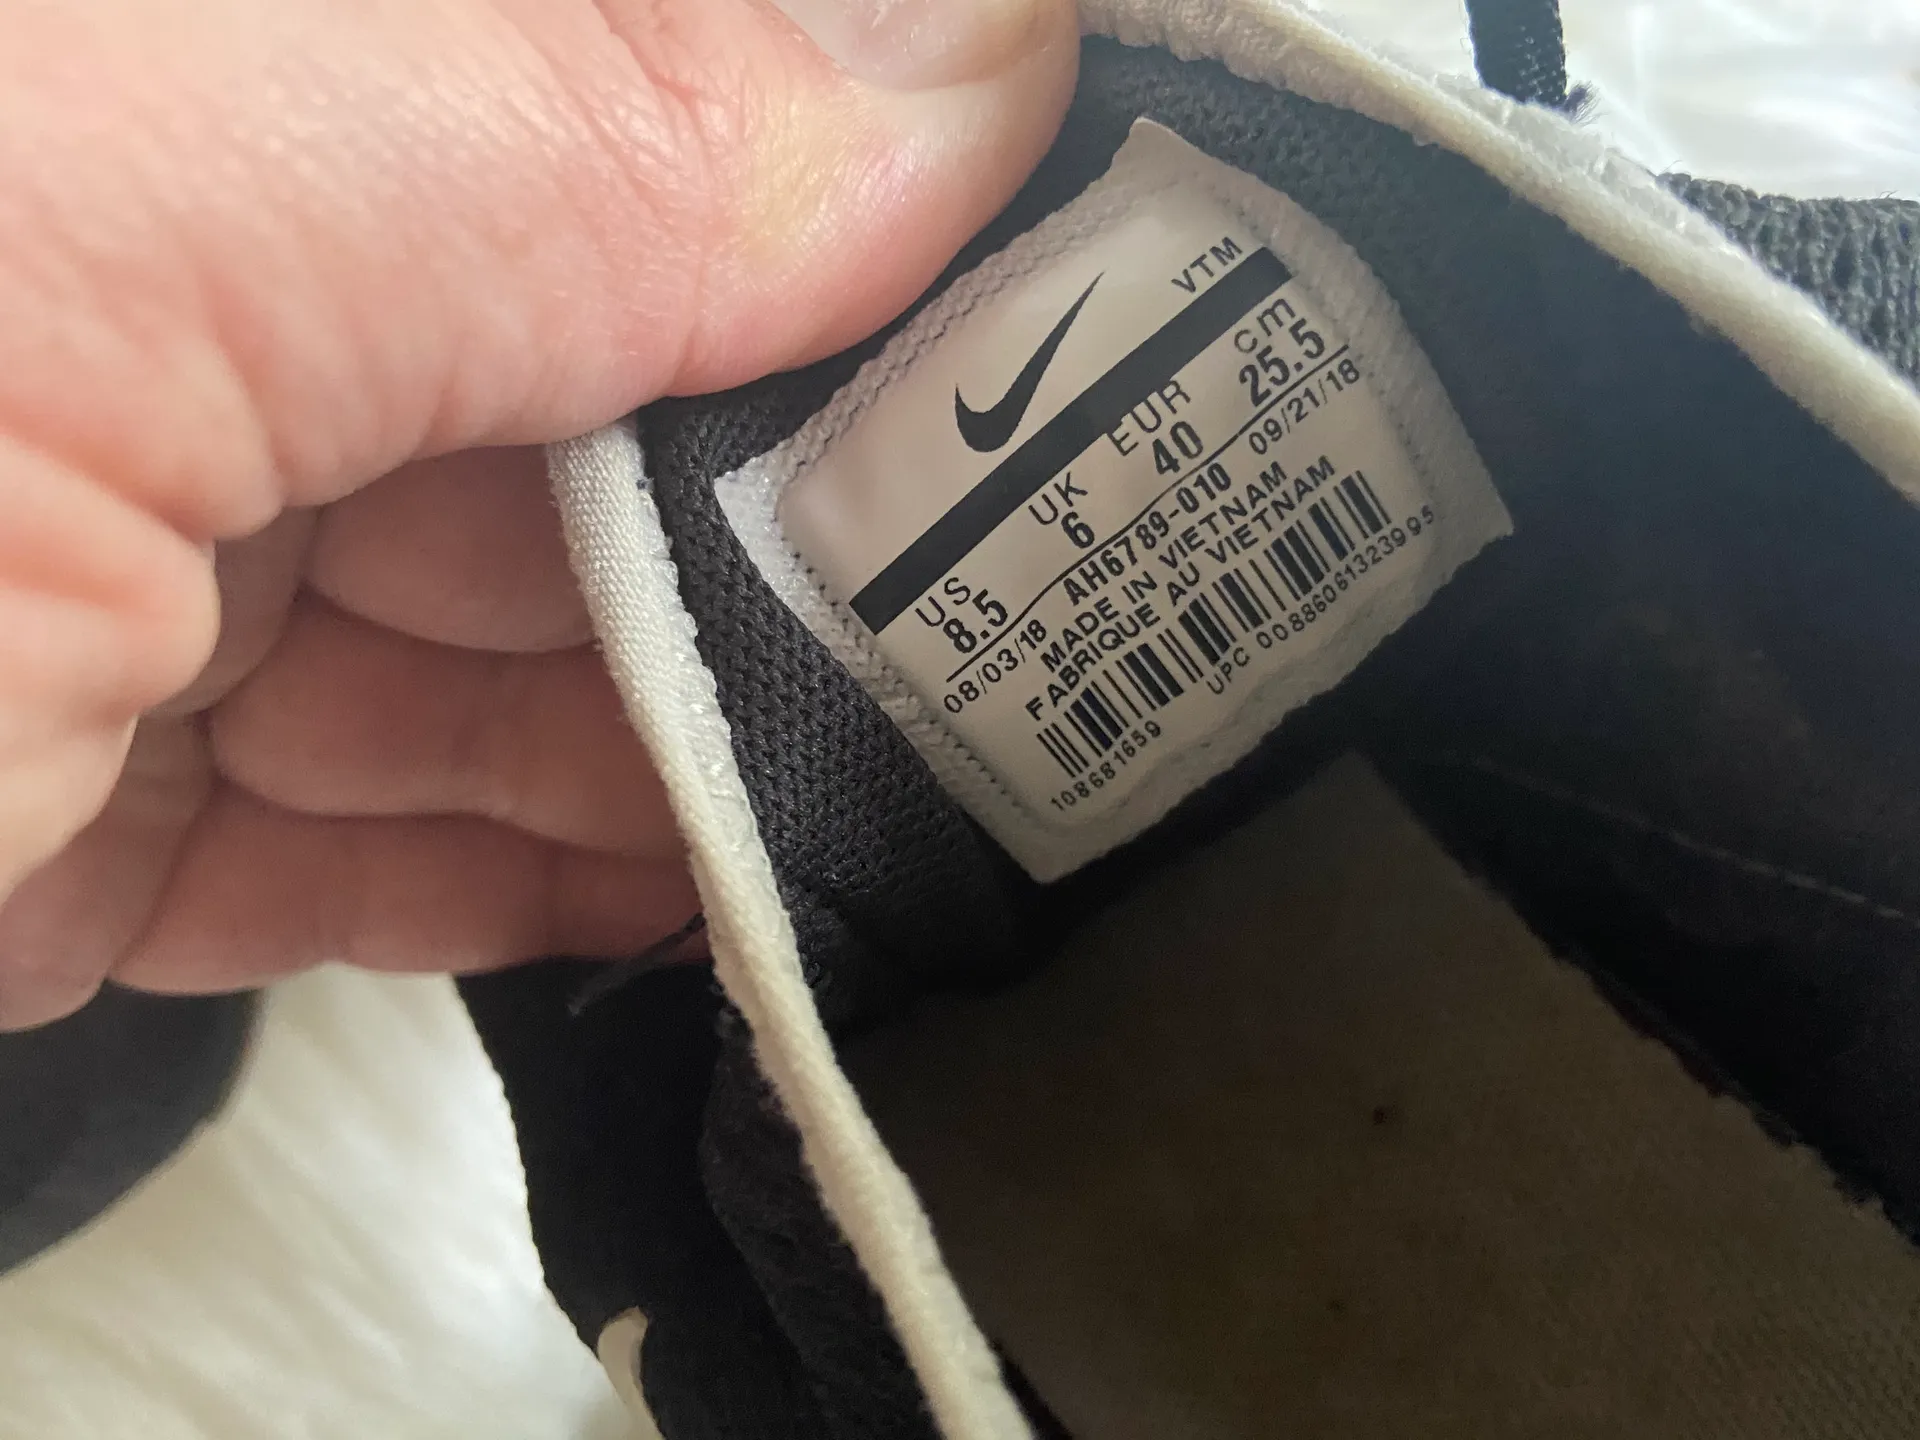 VTM
US UK EUR cm
8.5 6 40 25.5
08/03/18 AH6789-010 09/21/18
MADE IN VIETNAM
FABRIQUE AU VIETNAM
UPC 00886061323995
108681659